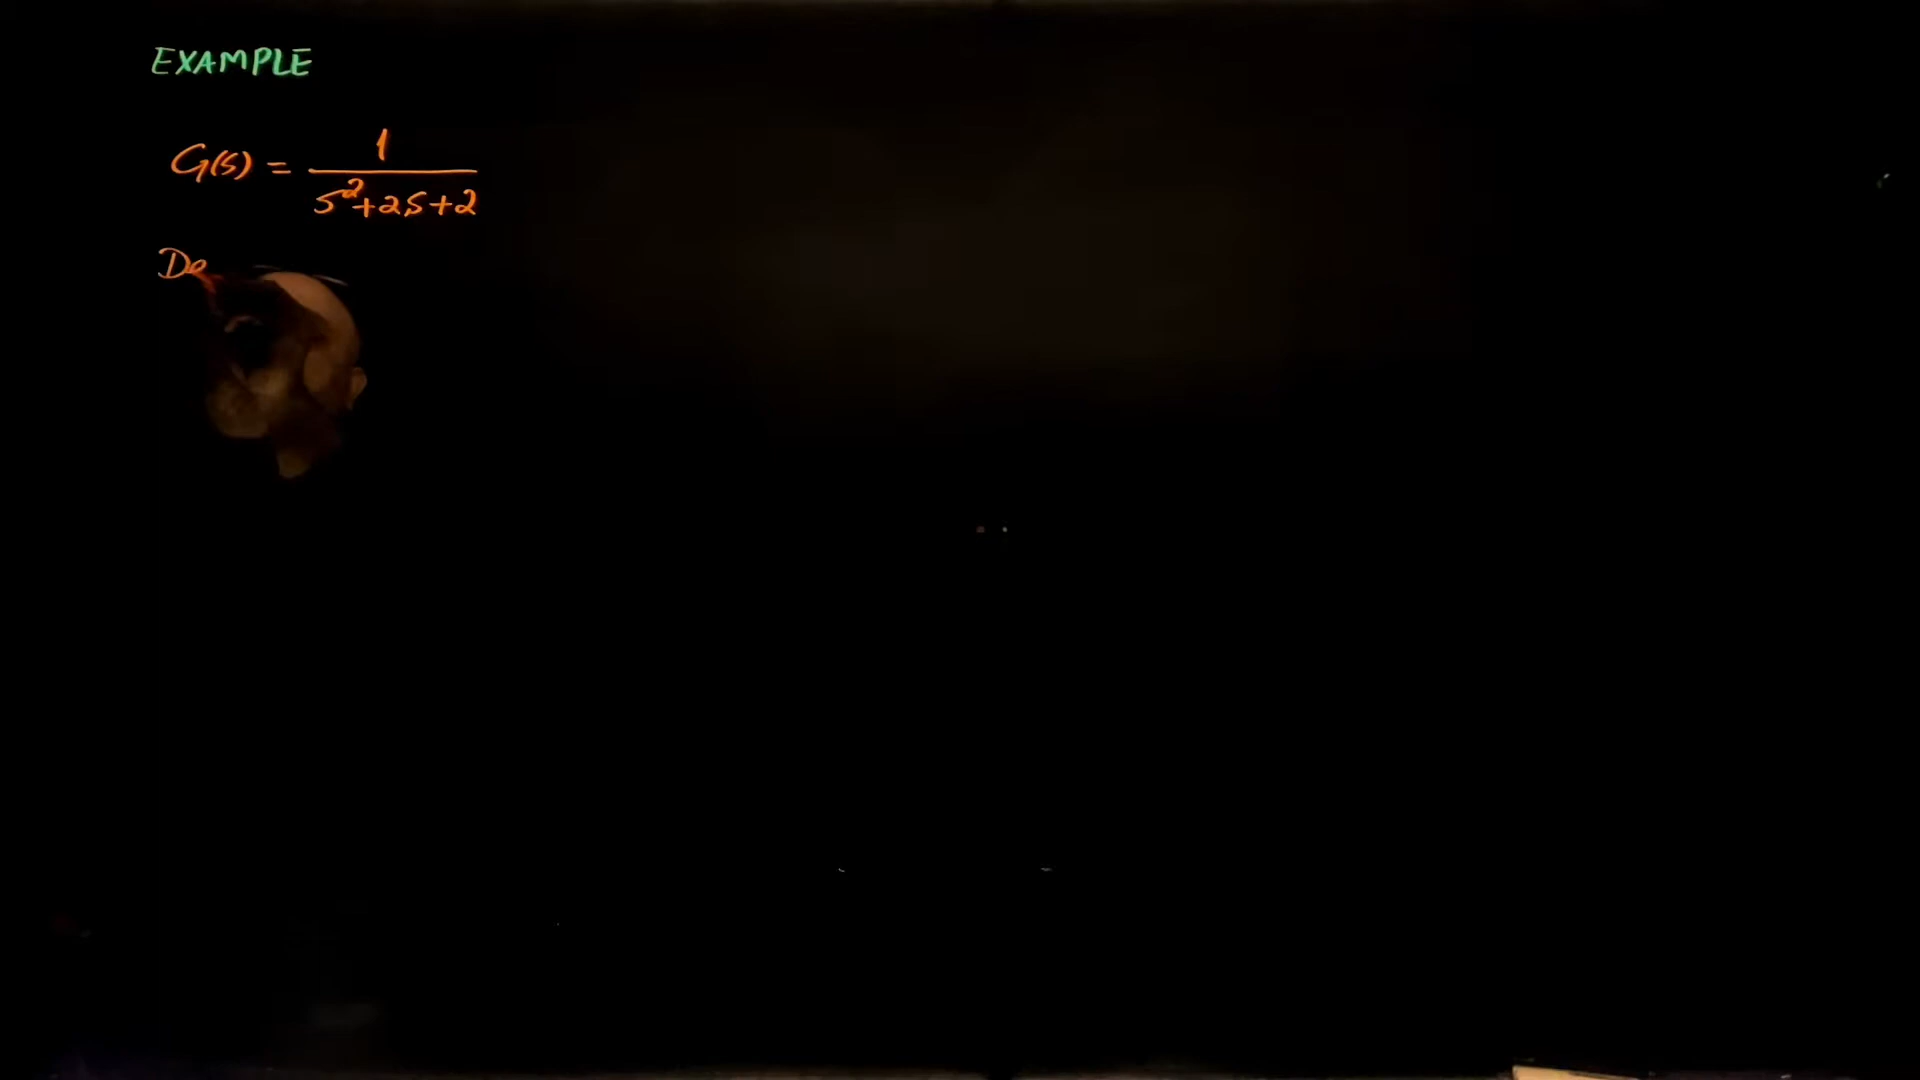 EXAMPLE
G(s) = 1 / s²+2s+2
De